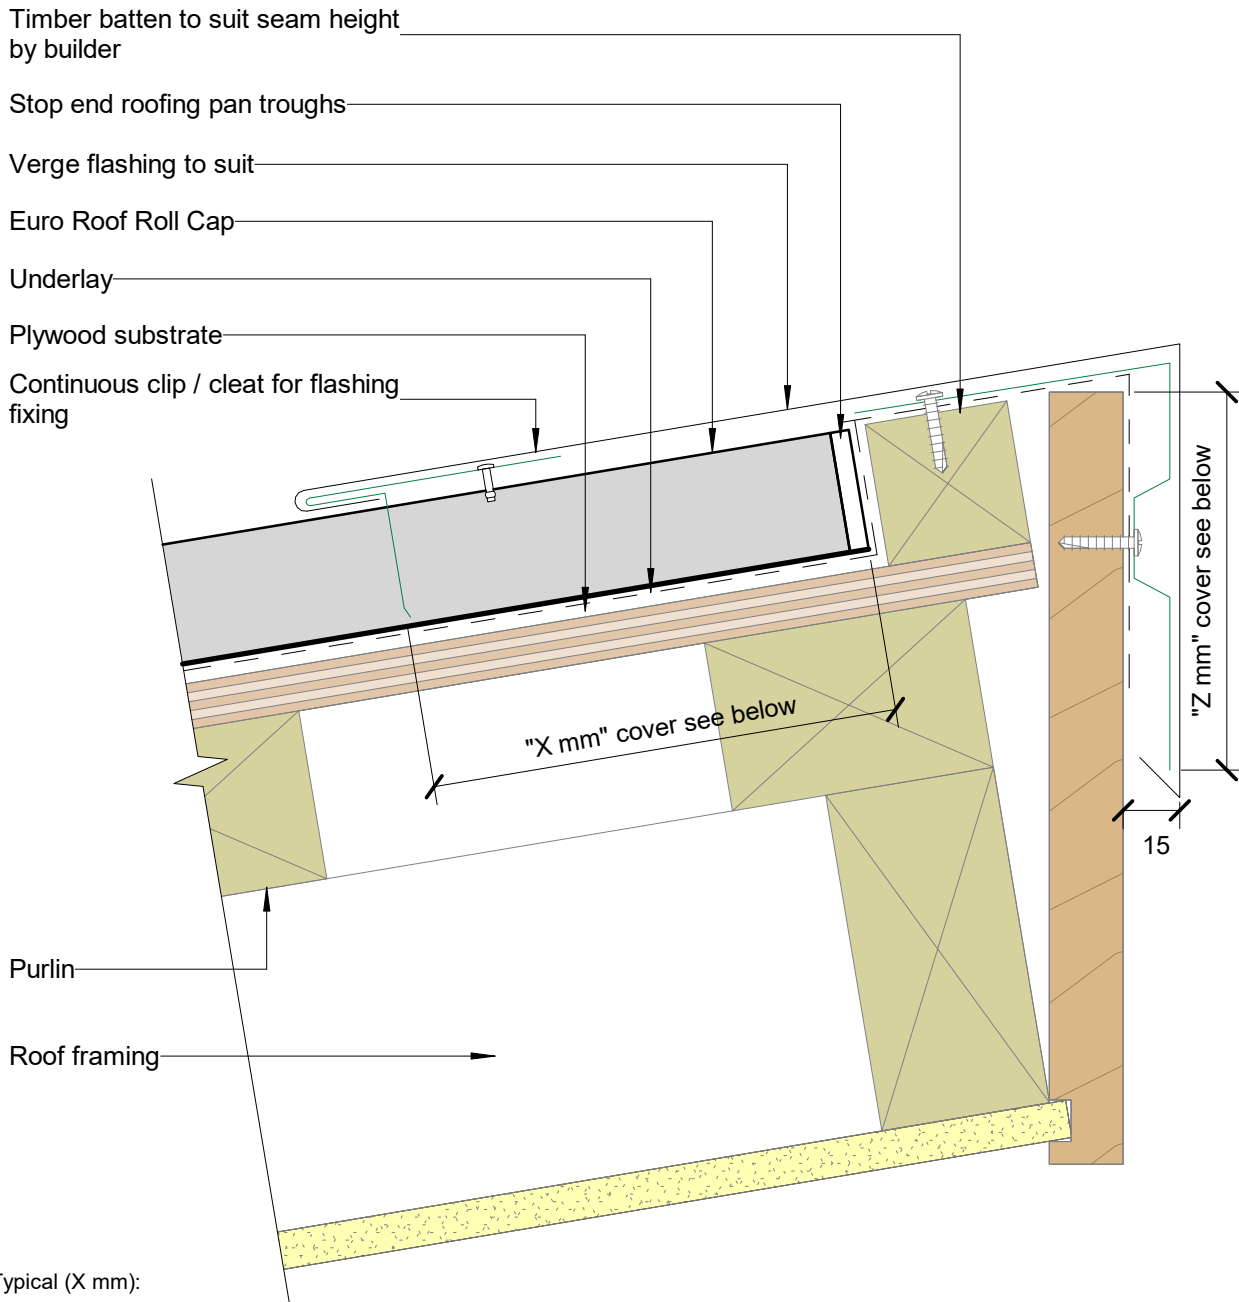 Timber batten to suit seam height
by builder
Stop end roofing pan troughs
Verge flashing to suit
Euro Roof Roll Cap
Underlay
Plywood substrate
Continuous clip / cleat for flashing
fixing
"Z mm" cover see below
"X mm" cover see below
15
Purlin
Roof framing
Typical (X mm):